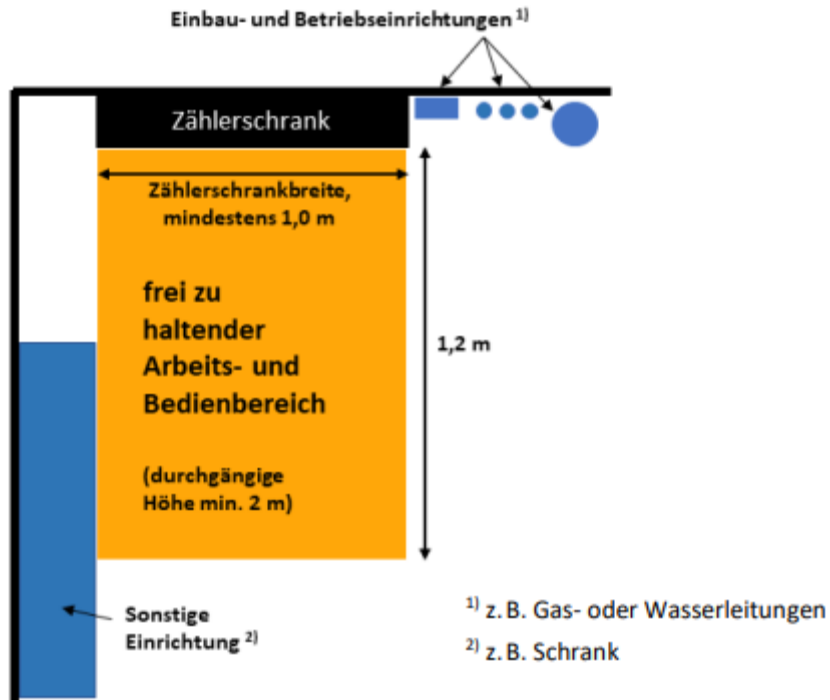 Einbau- und Betriebseinrichtungen 1)
Zählerschrank
Zählerschrankbreite,
mindestens 1,0 m
frei zu
haltender
Arbeits- und
Bedienbereich
1,2 m
(durchgängige
Höhe min. 2 m)
Sonstige
Einrichtung 2)
1) z. B. Gas- oder Wasserleitungen
2) z. B. Schrank